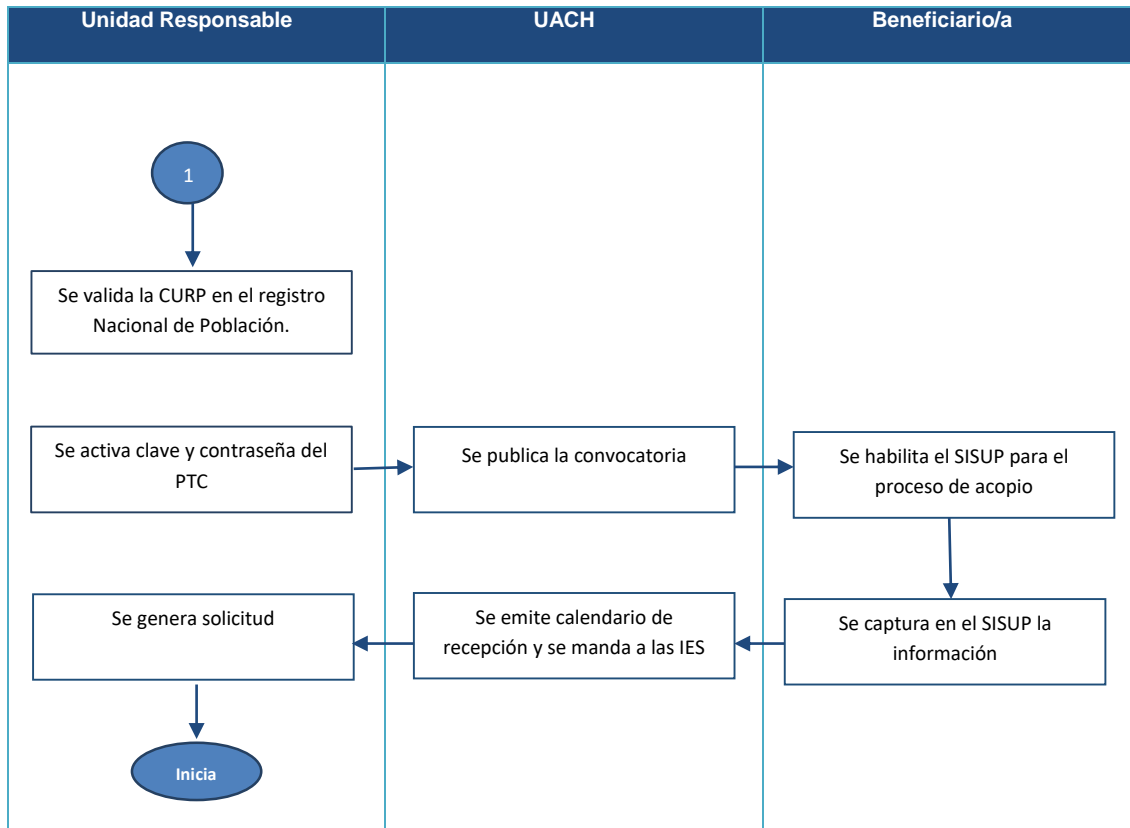 Unidad Responsable
UACH
Beneficiario/a
1
Se valida la CURP en el registro
Nacional de Población.
Se activa clave y contraseña del
PTC
Se publica la convocatoria
Se habilita el SISUP para el
proceso de acopio
Se genera solicitud
Se emite calendario de
recepción y se manda a las IES
Se captura en el SISUP la
información
Inicia